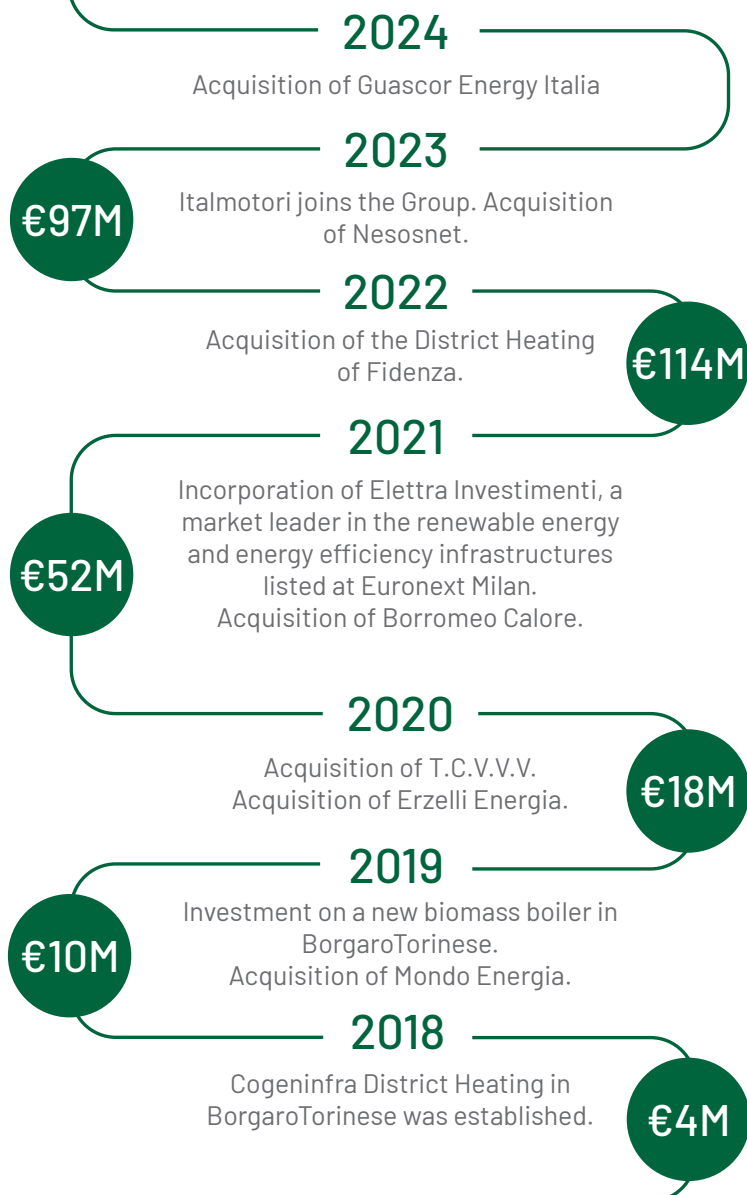 2024
Acquisition of Guascor Energy Italia
2023
€97M
Italmotori joins the Group. Acquisition
of Nesosnet.
2022
Acquisition of the District Heating
of Fidenza.
€114M
2021
Incorporation of Elettra Investimenti, a
market leader in the renewable energy
and energy efficiency infrastructures
listed at Euronext Milan.
Acquisition of Borromeo Calore.
€52M
2020
Acquisition of T.C.V.V.V.
Acquisition of Erzelli Energia.
€18M
2019
Investment on a new biomass boiler in
BorgaroTorinese.
Acquisition of Mondo Energia.
€10M
2018
Cogeninfra District Heating in
BorgaroTorinese was established.
€4M